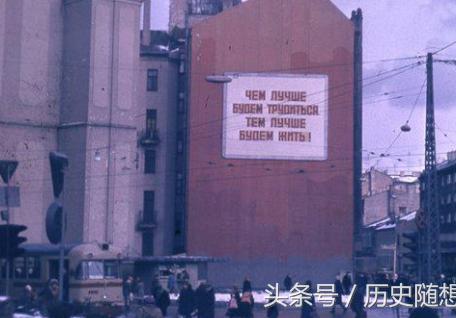 ЧЕМ ЛУЧШЕ
БУДЕМ ТРУДИТЬСЯ
ТЕМ ЛУЧШЕ
БУДЕМ ЖИТЬ!
头条号 / 历史随想